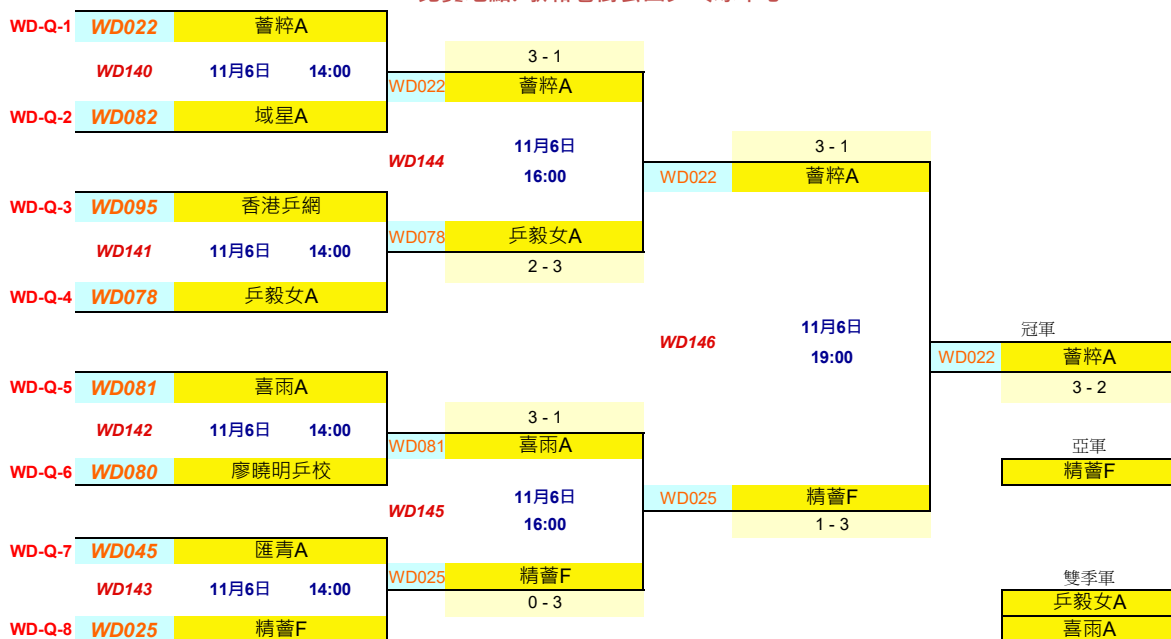 WD-Q-1 WD022 薈粹A
WD140 11月6日 14:00
WD-Q-2 WD082 域星A
3 - 1
WD022 薈粹A
WD144 11月6日
16:00
WD-Q-3 WD095 香港乒網
WD141 11月6日 14:00
WD-Q-4 WD078 乒毅女A
WD078 乒毅女A
2 - 3
3 - 1
WD022 薈粹A
WD146 11月6日
19:00
WD-Q-5 WD081 喜雨A
WD142 11月6日 14:00
WD-Q-6 WD080 廖曉明乒校
3 - 1
WD081 喜雨A
WD145 11月6日
16:00
WD-Q-7 WD045 匯青A
WD143 11月6日 14:00
WD-Q-8 WD025 精薈F
WD025 精薈F
0 - 3
WD025 精薈F
1 - 3
冠軍
WD022 薈粹A
3 - 2
亞軍
精薈F
雙季軍
乒毅女A
喜雨A